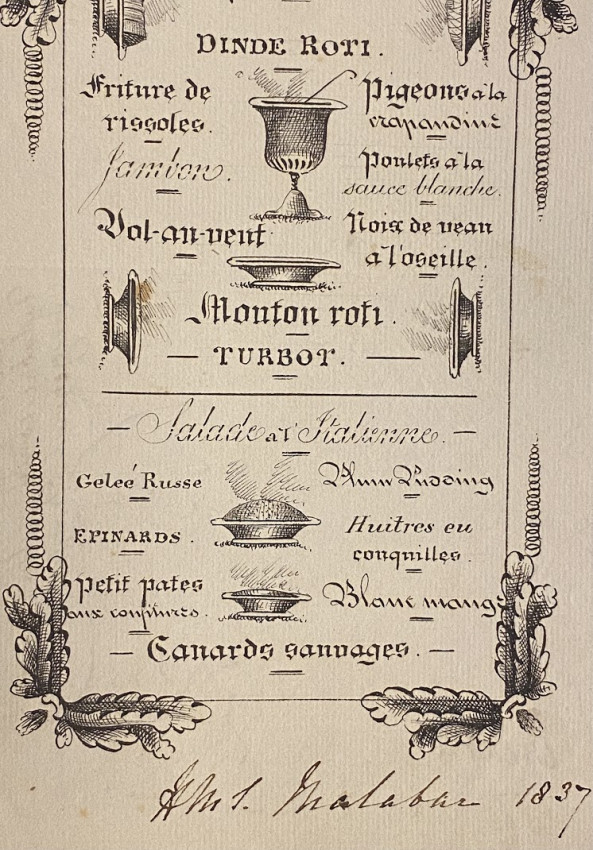 DINDE ROTI.
Friture de
rissoles.
Pigeons a la
crapaudine
Jambon.
Poulets a'la
sauce blanche.
Vol-au-vent
Noix de veau
a l'oseille.
Mouton roti.
— TURBOT. —
— Salade a l' Italienne. —
Geleé Russe
Plum Pudding
EPINARDS.
Huitres en
conquilles.
Petit pates
aux confitures.
Blanc mange
— Canards sauvages. —
HMS. Malabar 1837